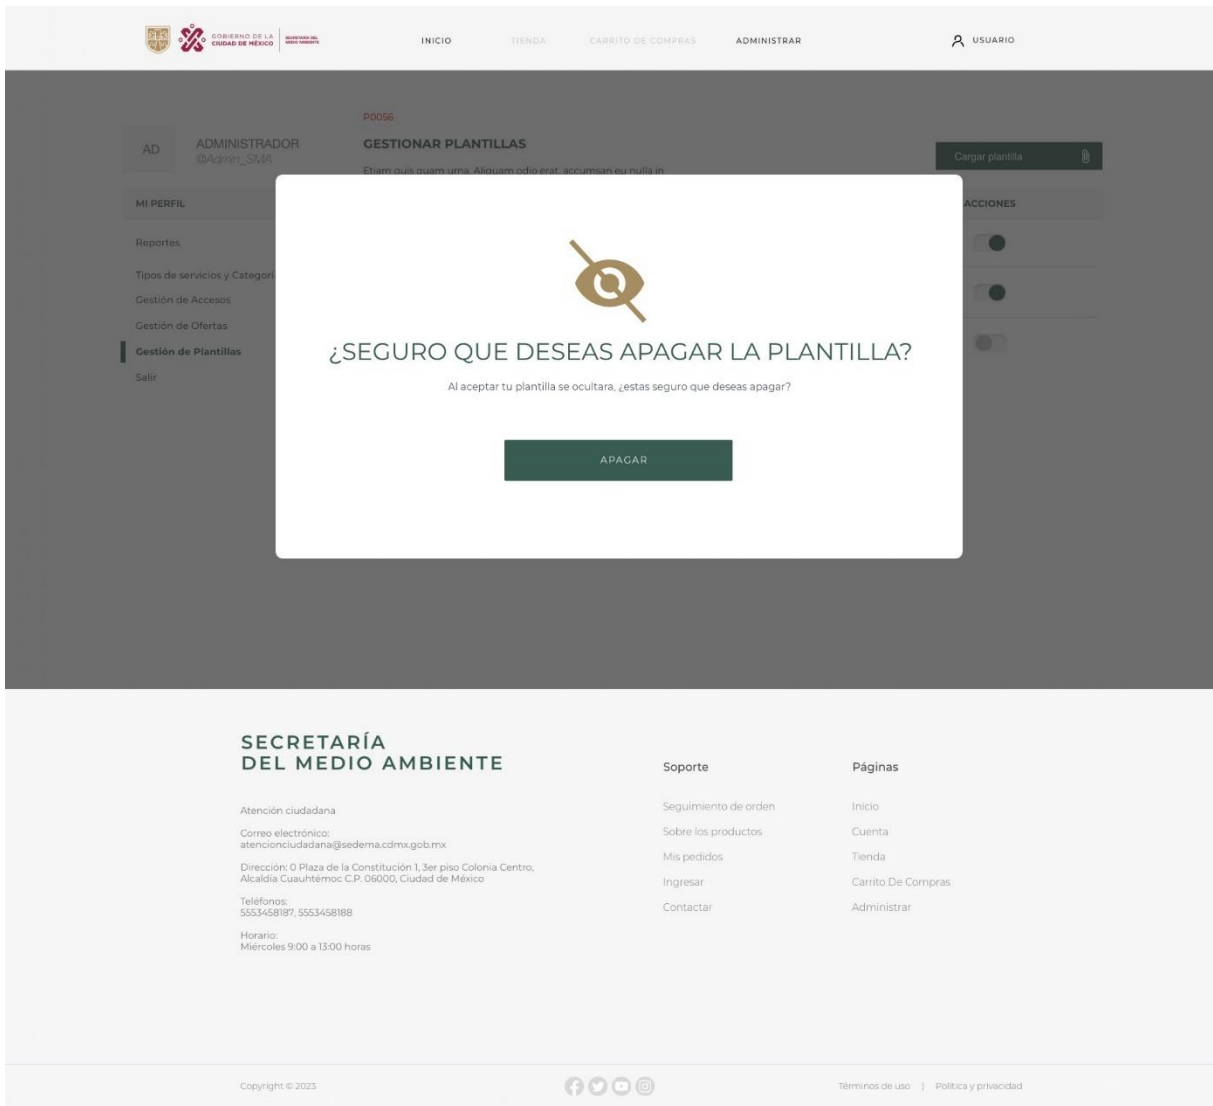 GOBIERNO DE LA
CIUDAD DE MÉXICO
SECRETARÍA DEL
MEDIO AMBIENTE
INICIO
TIENDA
CARRITO DE COMPRAS
ADMINISTRAR
USUARIO
P0056
AD
ADMINISTRADOR
@Admin_SMA
GESTIONAR PLANTILLAS
Etiam quis quam urna. Aliquam odio erat, accumsan eu nulla in
Cargar plantilla
MI PERFIL
ACCIONES
Reportes
Tipos de servicios y Categorí
Gestión de Accesos
Gestión de Ofertas
Gestión de Plantillas
Salir
¿SEGURO QUE DESEAS APAGAR LA PLANTILLA?
Al aceptar tu plantilla se ocultara, ¿estas seguro que deseas apagar?
APAGAR
SECRETARÍA
DEL MEDIO AMBIENTE
Atención ciudadana
Correo electrónico:
atencionciudadana@sedema.cdmx.gob.mx
Dirección: 0 Plaza de la Constitución 1, 3er piso Colonia Centro,
Alcaldía Cuauhtémoc C.P. 06000, Ciudad de México
Teléfonos:
5553458187, 5553458188
Horario:
Miércoles 9:00 a 13:00 horas
Soporte
Seguimiento de orden
Sobre los productos
Mis pedidos
Ingresar
Contactar
Páginas
Inicio
Cuenta
Tienda
Carrito De Compras
Administrar
Copyright © 2023
Términos de uso | Política y privacidad